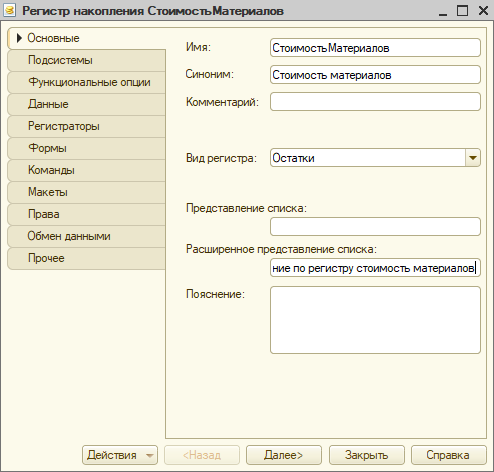 Регистр накопления СтоимостьМатериалов
Основные
Подсистемы
Функциональные опции
Данные
Регистраторы
Формы
Команды
Макеты
Права
Обмен данными
Прочее
Имя: СтоимостьМатериалов
Синоним: Стоимость материалов
Комментарий:
Вид регистра: Остатки
Представление списка:
Расширенное представление списка:
ние по регистру стоимость материалов
Пояснение:
Действия <Назад Далее> Закрыть Справка